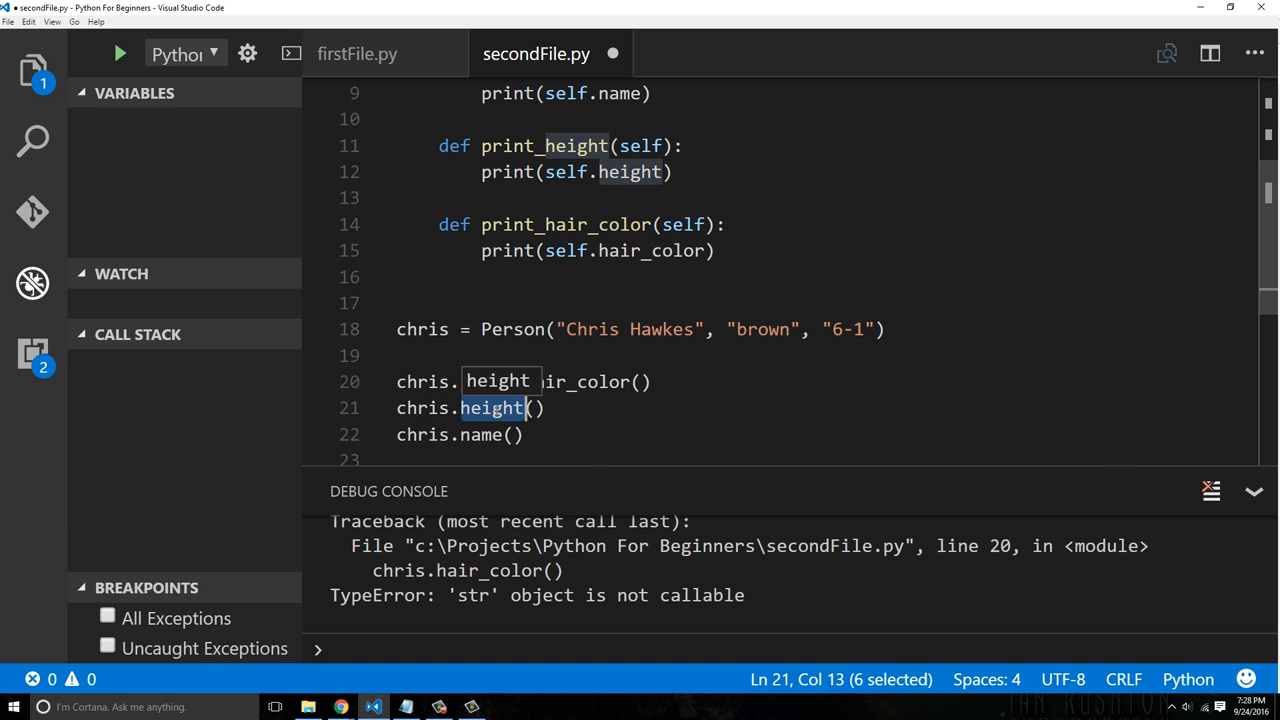 secondFile.py - Python For Beginners - Visual Studio Code
File Edit View Go Help
Pythor
firstFile.py
secondFile.py
1
2
VARIABLES
WATCH
CALL STACK
BREAKPOINTS
All Exceptions
Uncaught Exceptions
9 print(self.name)
10
11 def print_height(self):
12 print(self.height)
13
14 def print_hair_color(self):
15 print(self.hair_color)
16
17
18 chris = Person("Chris Hawkes", "brown", "6-1")
19
height
20 chris. air_color()
21 chris.height()
22 chris.name()
23
DEBUG CONSOLE
Traceback (most recent call last):
File "c:\Projects\Python For Beginners\secondFile.py", line 20, in <module>
chris.hair_color()
TypeError: 'str' object is not callable
0 0 Ln 21, Col 13 (6 selected) Spaces: 4 UTF-8 CRLF Python
I'm Cortana. Ask me anything.
7:28 PM
9/24/2016